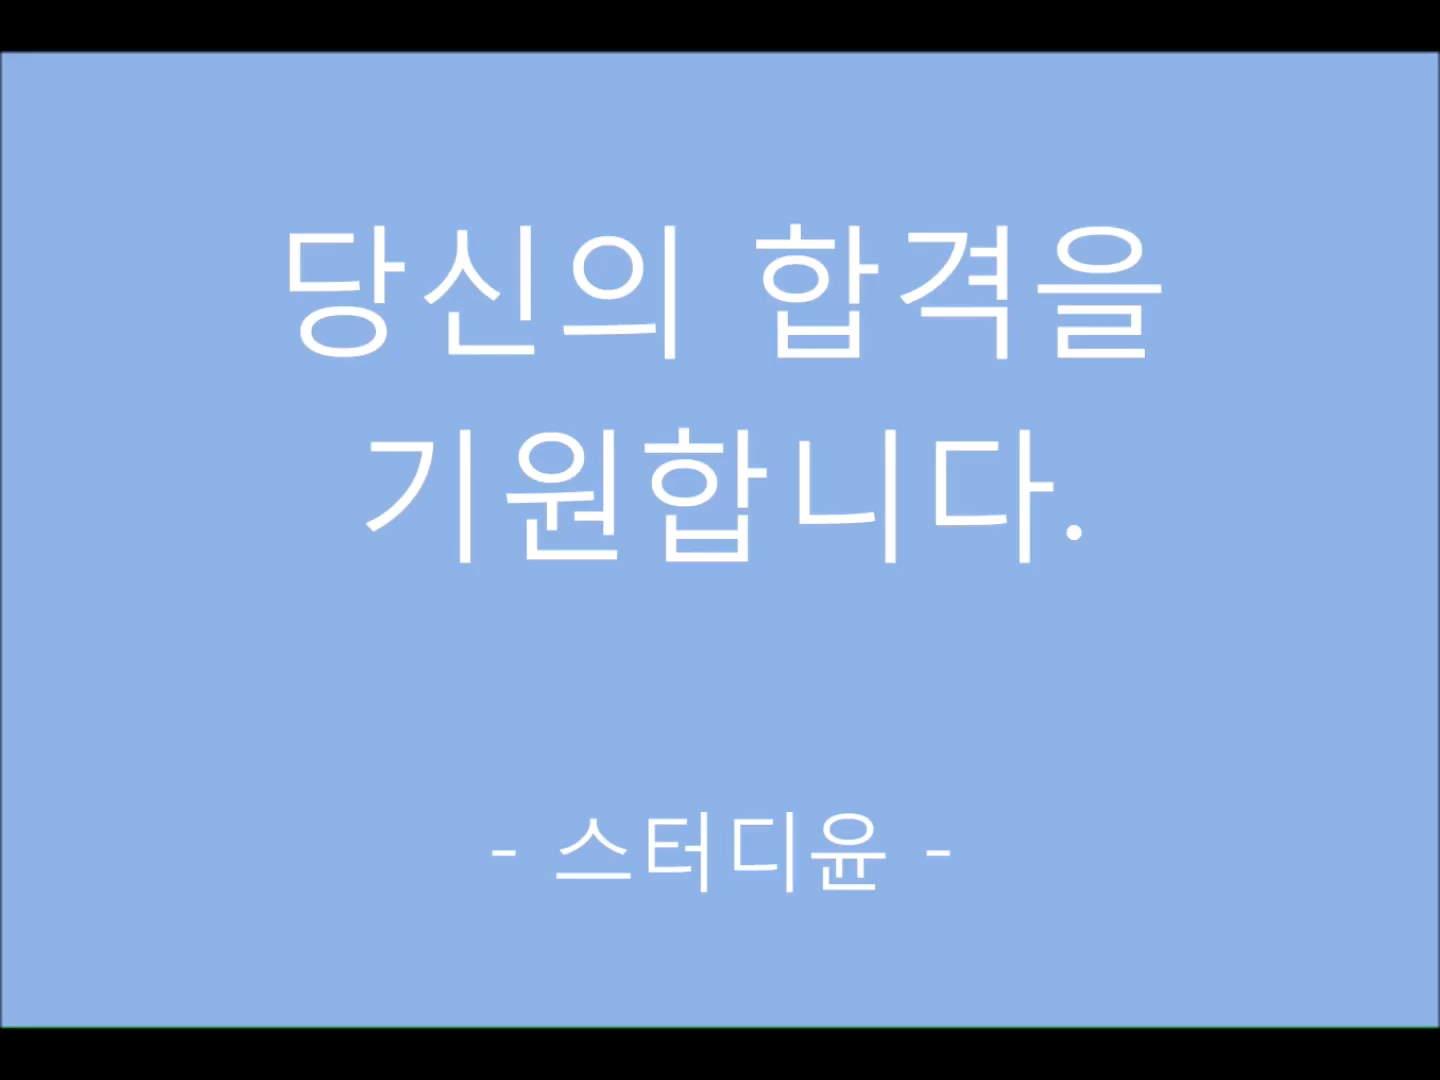 당신의 합격을
기원합니다.
- 스터디윤 -